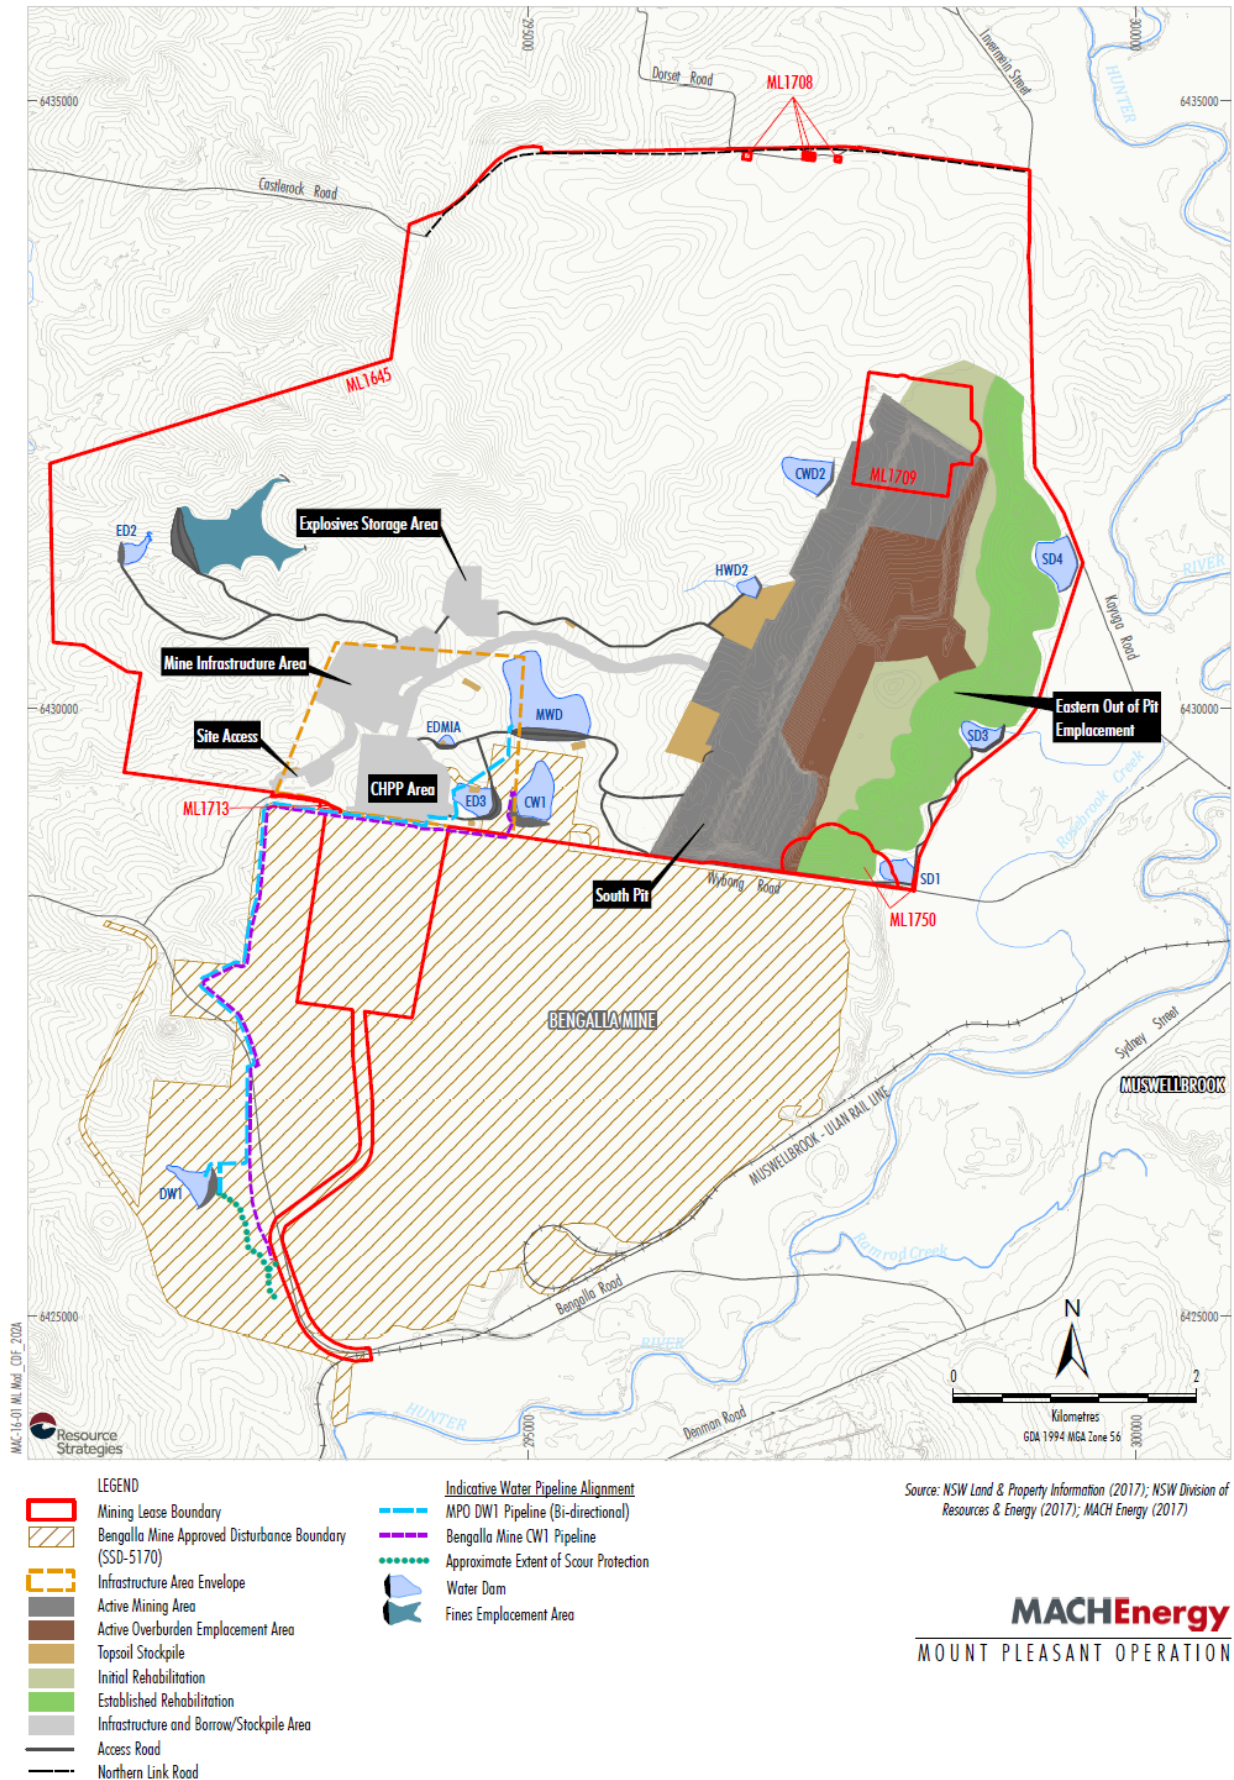 295000
300000
Dorset Road
Invermein Street
HUNTER
ML1708
6435000
6435000
Castlerock Road
ML1645
ML1709
CWD2
Explosives Storage Area
ED2
HWD2
SD4
RIVER
Kayuga Road
Mine Infrastructure Area
Eastern Out of Pit
Emplacement
6430000
6430000
Site Access
EDMIA
MWD
SD3
CHPP Area
ED3
CW1
ML1713
Rosebrook Creek
South Pit
Wybong Road
SD1
ML1750
BENGALLA MINE
Sydney Street
MUSWELLBROOK
MUSWELLBROOK - ULAN RAIL LINE
DW1
Ramrod Creek
Bengalla Road
6425000
6425000
RIVER
HUNTER
Denman Road
295000
300000
N
0
2
Kilometres
GDA 1994 MGA Zone 56
MAC-16-01 ML Mod_CDF_202A
Resource
Strategies
LEGEND
Mining Lease Boundary
Bengalla Mine Approved Disturbance Boundary
(SSD-5170)
Infrastructure Area Envelope
Active Mining Area
Active Overburden Emplacement Area
Topsoil Stockpile
Initial Rehabilitation
Established Rehabilitation
Infrastructure and Borrow/Stockpile Area
Access Road
Northern Link Road
Indicative Water Pipeline Alignment
MPO DW1 Pipeline (Bi-directional)
Bengalla Mine CW1 Pipeline
Approximate Extent of Scour Protection
Water Dam
Fines Emplacement Area
Source: NSW Land & Property Information (2017); NSW Division of
Resources & Energy (2017); MACH Energy (2017)
MACHEnergy
MOUNT PLEASANT OPERATION